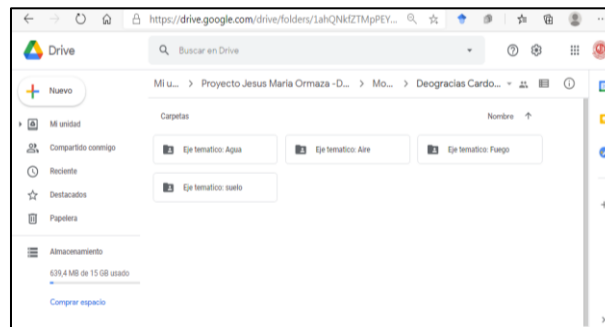 https://drive.google.com/drive/folders/1ahQNkfZTMpPEY...
Drive
Buscar en Drive
Nuevo
Mi u... > Proyecto Jesus Maria Ormaza -D... > Mo... > Deogracias Cardo...
Mi unidad
Carpetas
Nombre
Compartido conmigo
Eje tematico: Agua
Eje tematico: Aire
Eje tematico: Fuego
Reciente
Destacados
Eje tematico: suelo
Papelera
Almacenamiento
639,4 MB de 15 GB usado
Comprar espacio